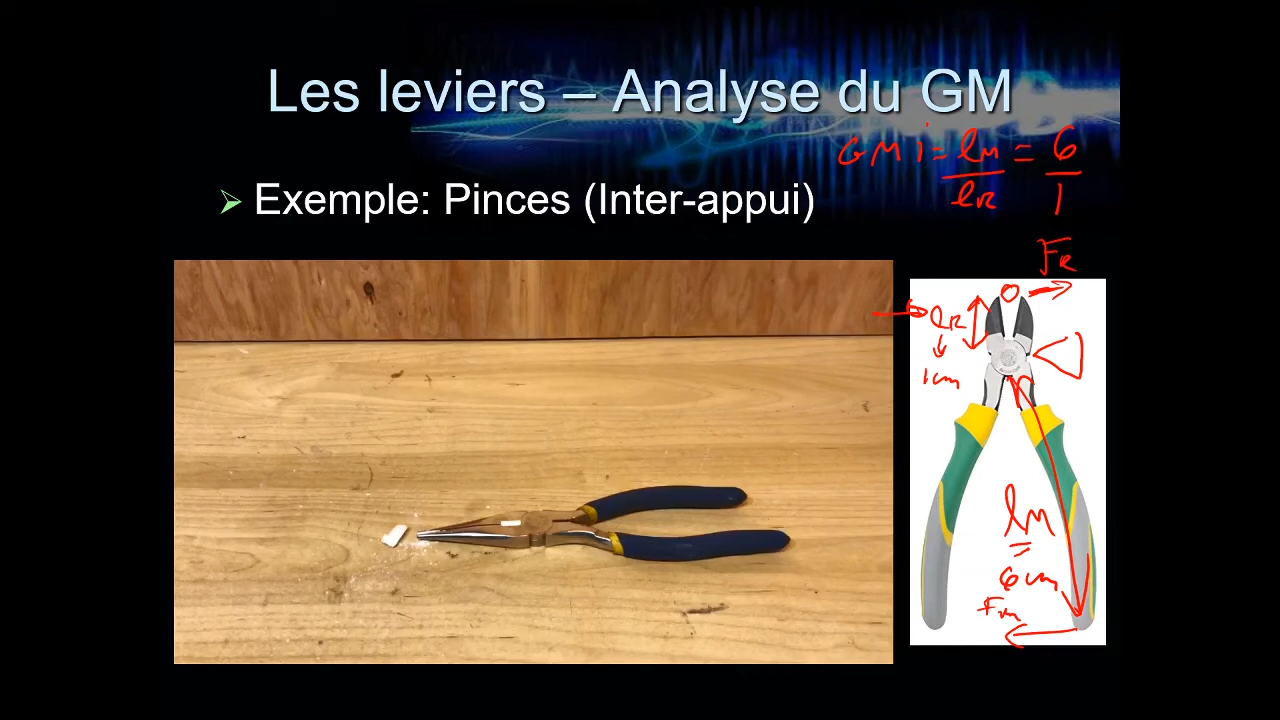 Les leviers – Analyse du GM
GMi = lM = 6
lR 1
Exemple: Pinces (Inter-appui)
FR
lR
1cm
lM
=
6cm
FM